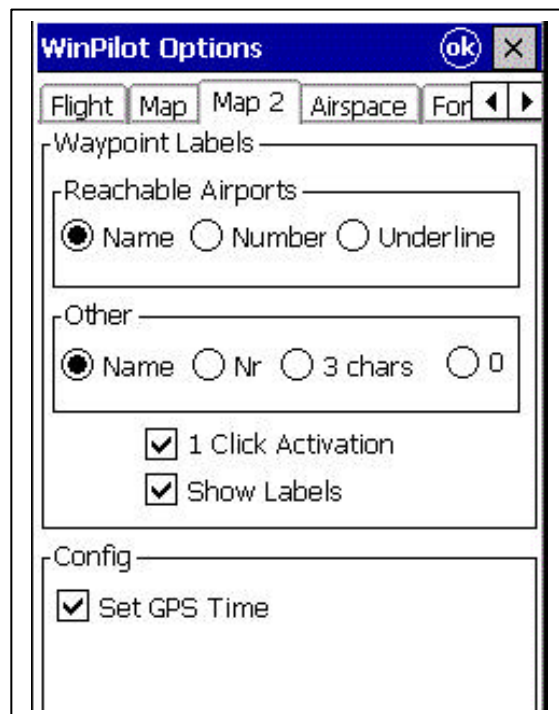 WinPilot Options ok
Flight Map Map 2 Airspace For
Waypoint Labels
Reachable Airports
Name Number Underline
Other
Name Nr 3 chars 0
1 Click Activation
Show Labels
Config
Set GPS Time